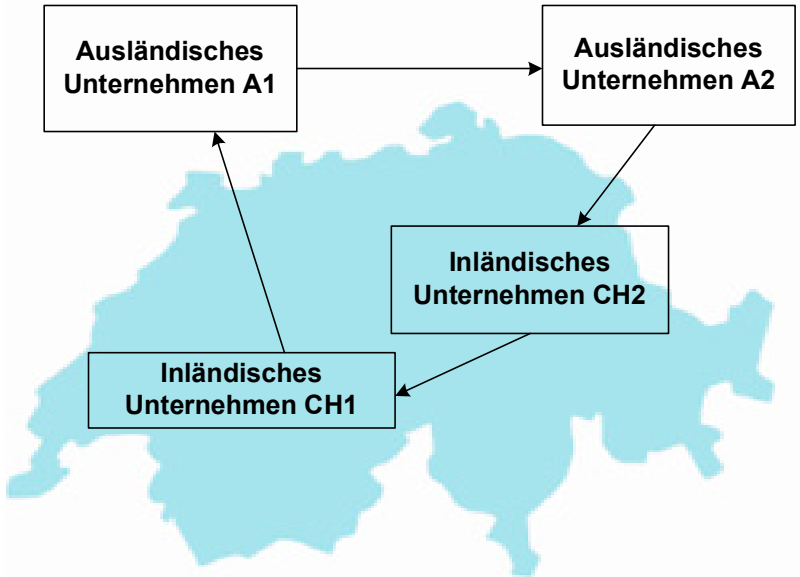 Ausländisches
Unternehmen A1
Ausländisches
Unternehmen A2
Inländisches
Unternehmen CH2
Inländisches
Unternehmen CH1